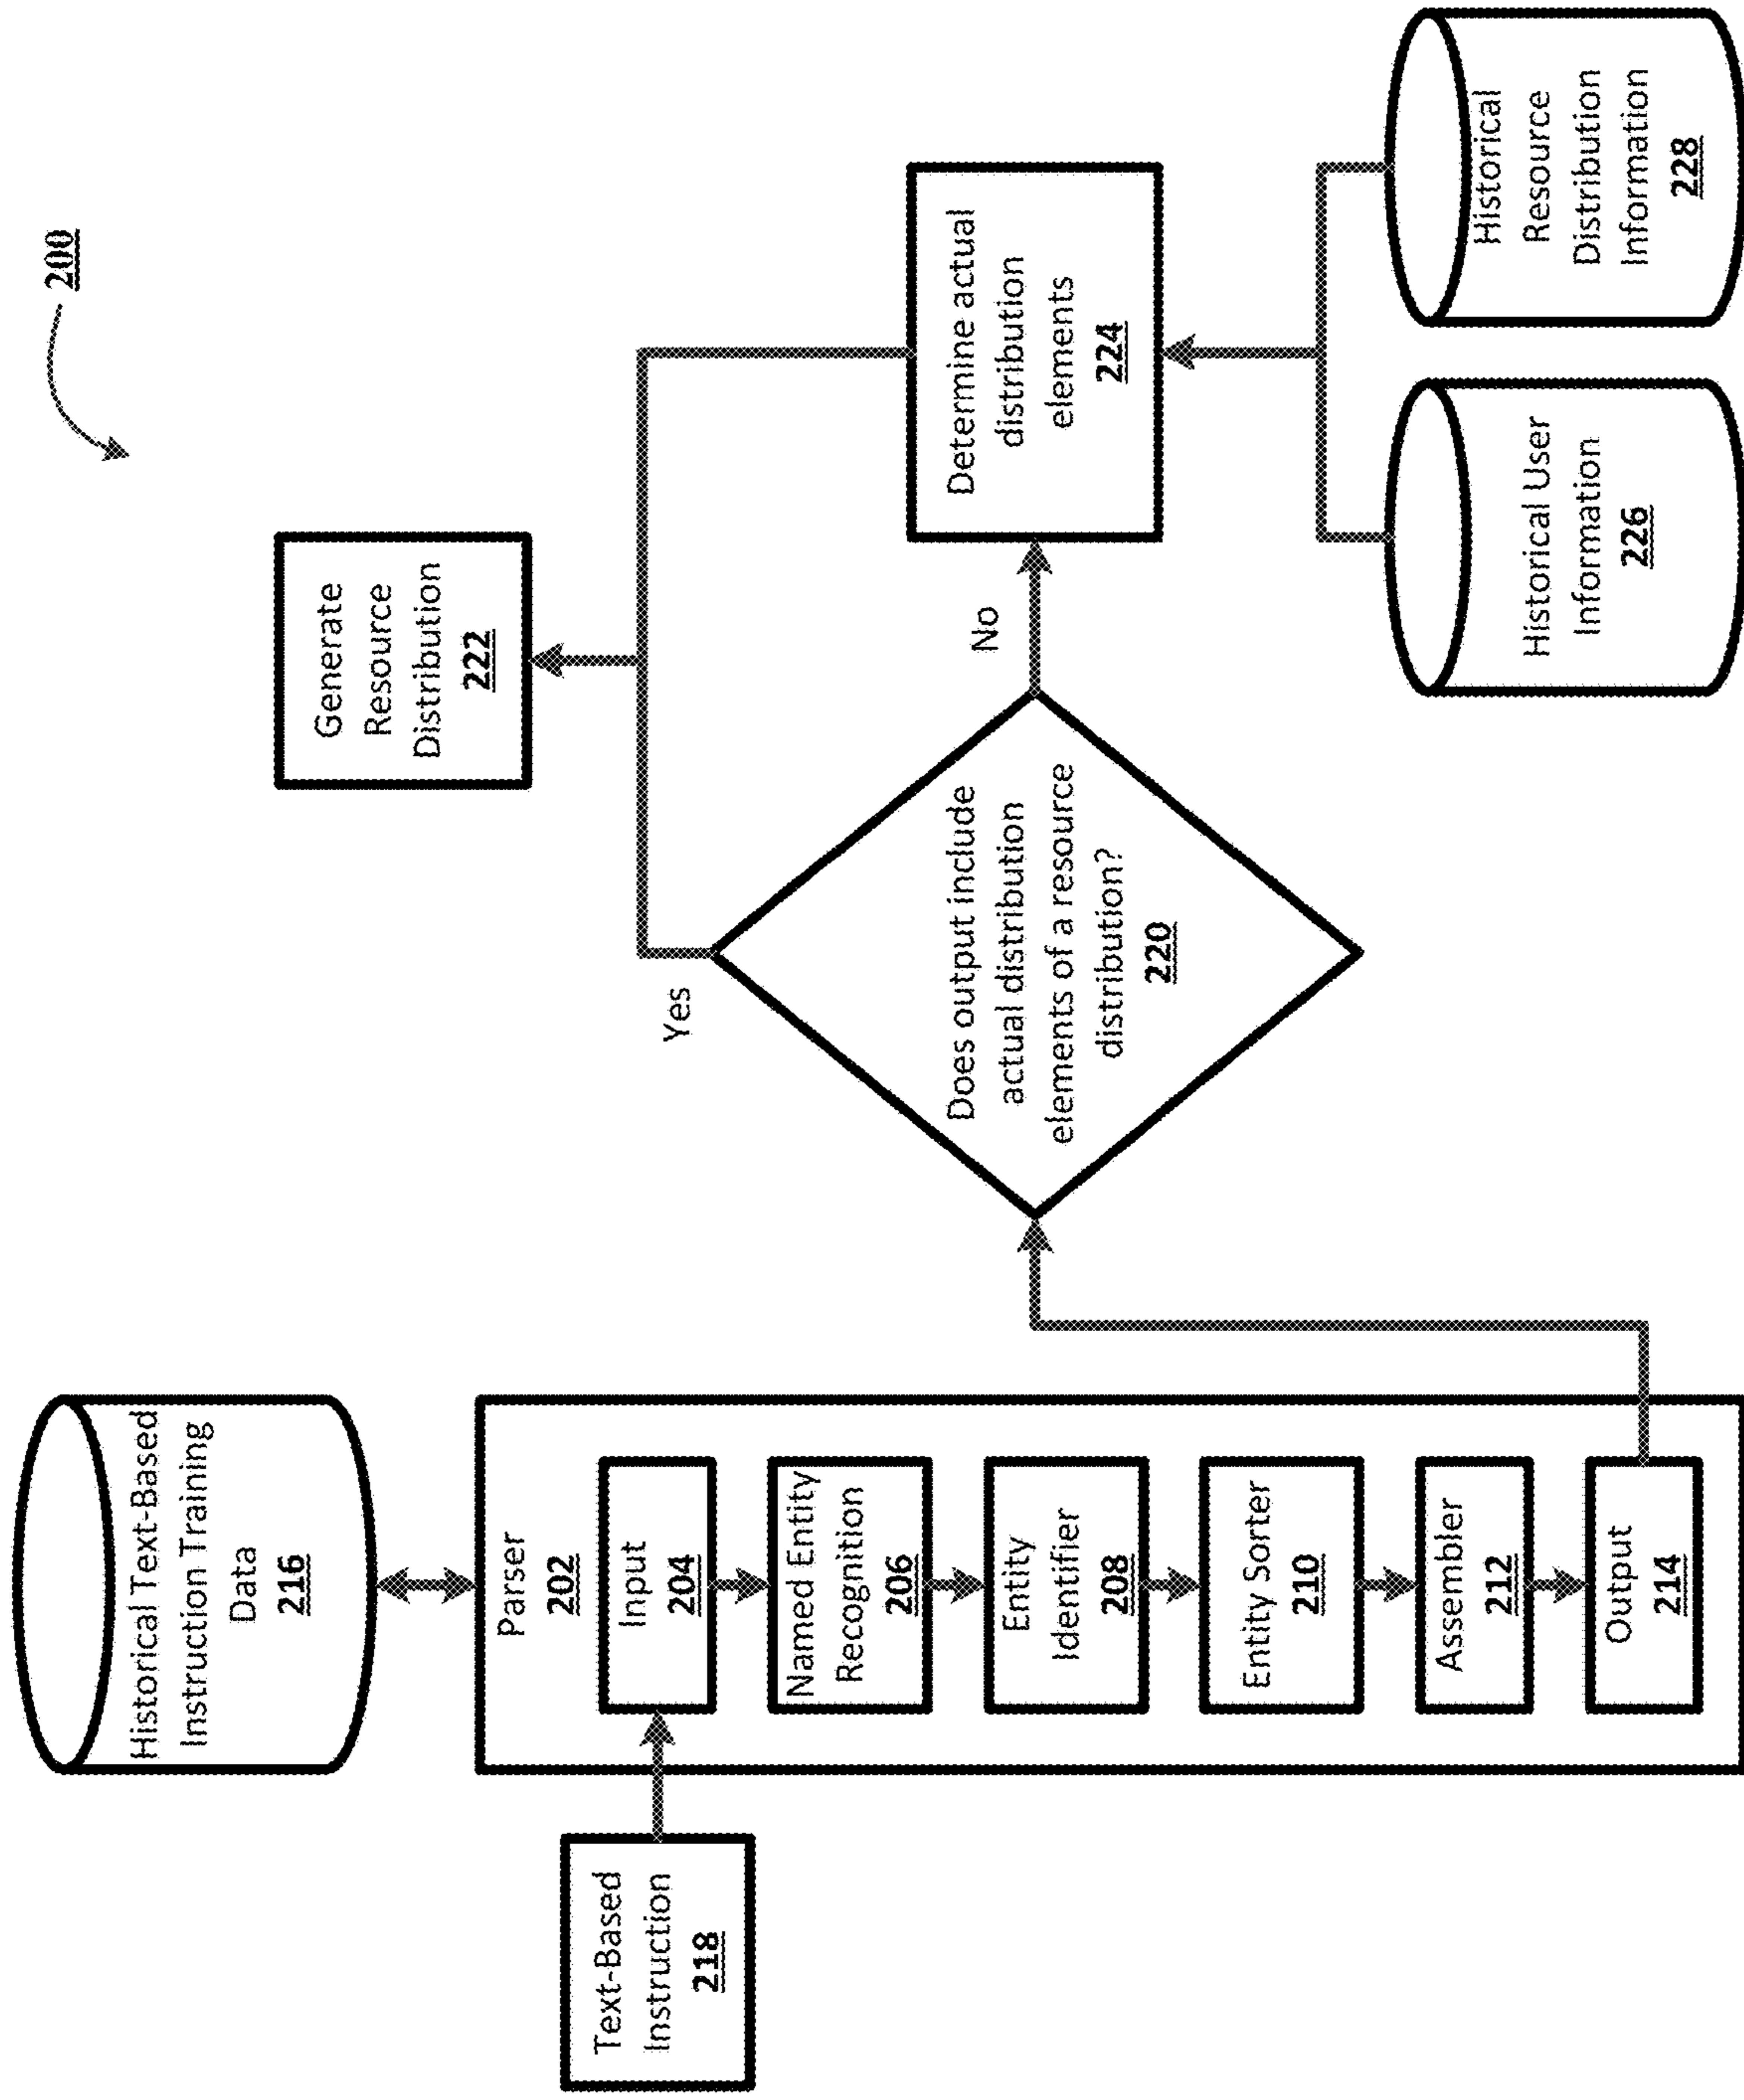 200
Historical Text-Based
Instruction Training
Data
216
Parser
202
Text-Based
Instruction
218
Input
204
Named Entity
Recognition
206
Entity
Identifier
208
Entity Sorter
210
Assembler
212
Output
214
Does output include
actual distribution
elements of a resource
distribution?
220
Yes
No
Generate
Resource
Distribution
222
Determine actual
distribution
elements
224
Historical User
Information
226
Historical
Resource
Distribution
Information
228